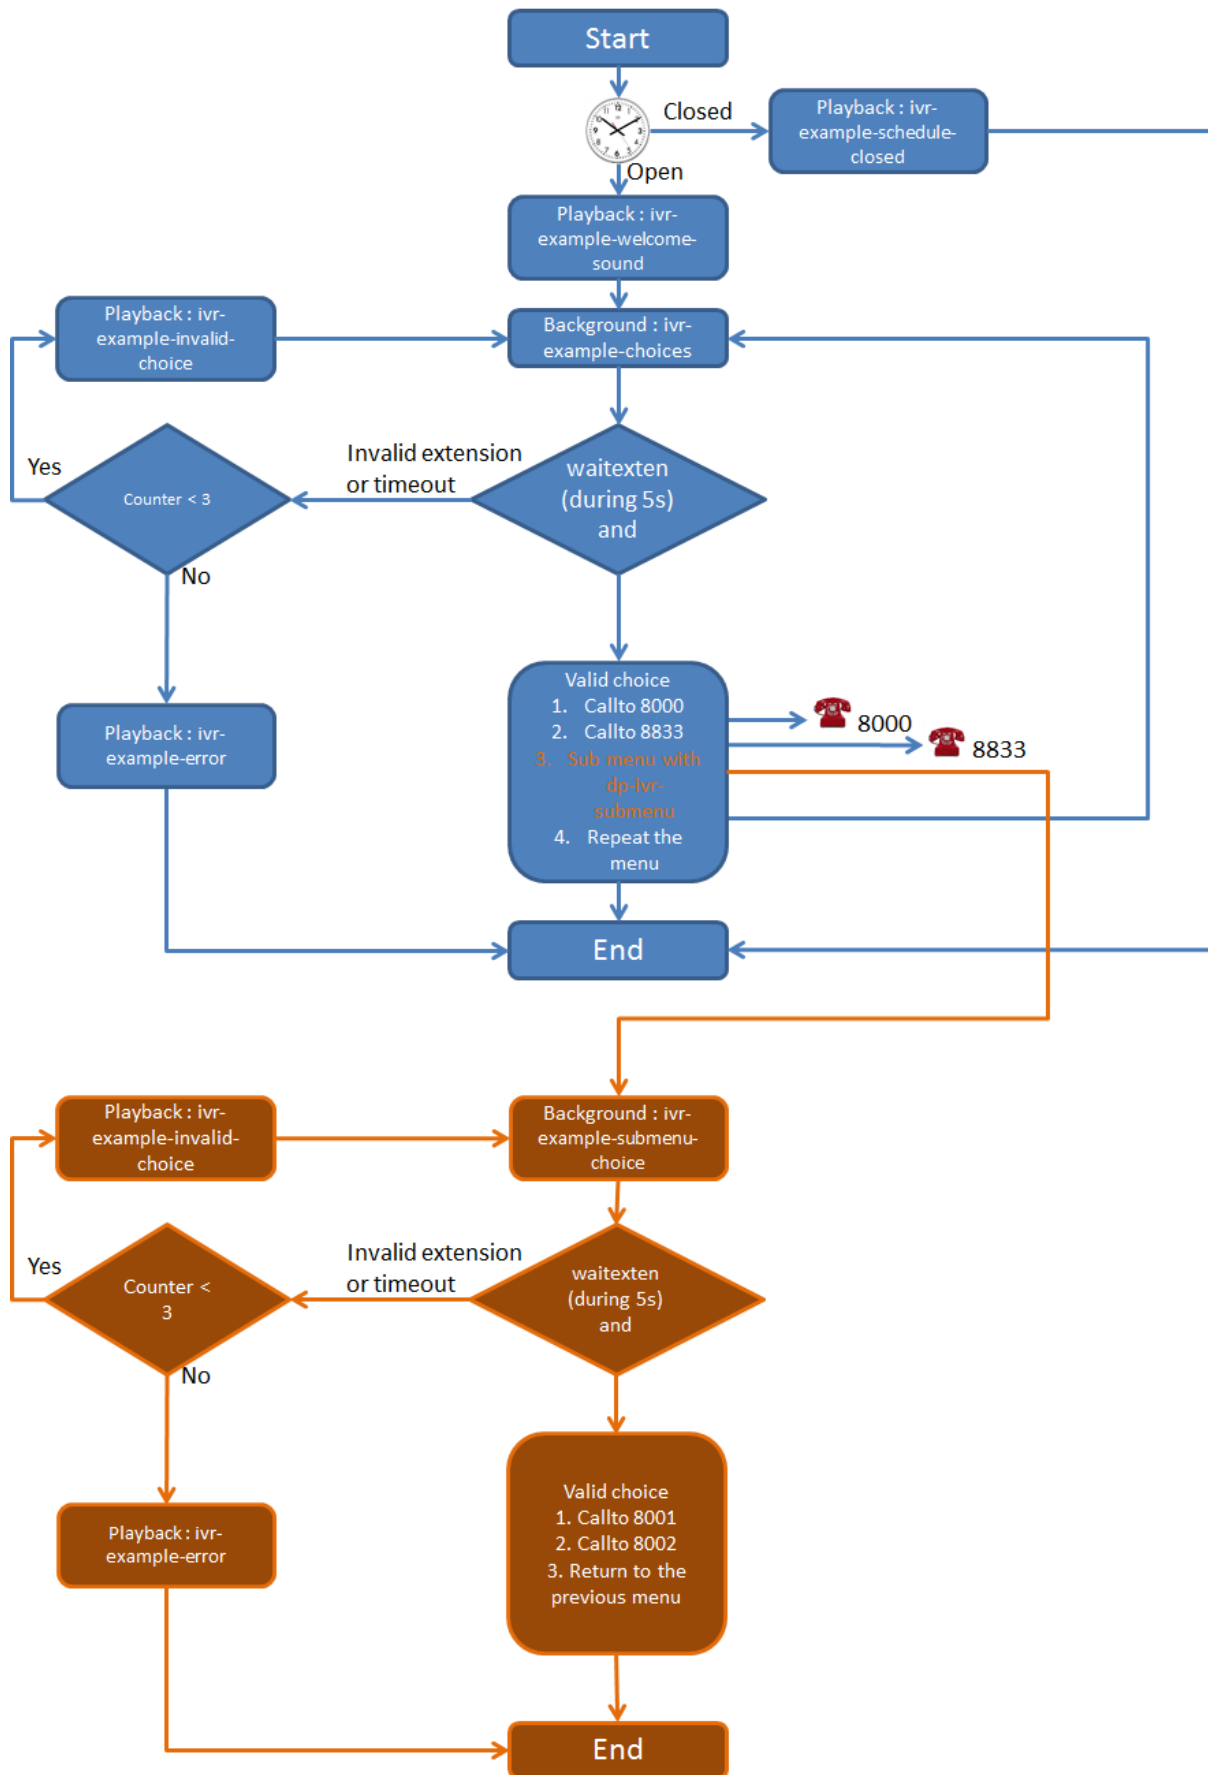 Start
Closed
Playback : ivr-
example-schedule-
closed
Open
Playback : ivr-
example-welcome-
sound
Playback : ivr-
example-invalid-
choice
Background : ivr-
example-choices
Yes
Counter < 3
Invalid extension
or timeout
waitexten
(during 5s)
and
No
Playback : ivr-
example-error
Valid choice
1. Callto 8000
2. Callto 8833
3. Sub menu with
dp-ivr-
submenu
4. Repeat the
menu
8000
8833
End
Playback : ivr-
example-invalid-
choice
Background : ivr-
example-submenu-
choice
Yes
Counter <
3
Invalid extension
or timeout
waitexten
(during 5s)
and
No
Playback : ivr-
example-error
Valid choice
1. Callto 8001
2. Callto 8002
3. Return to the
previous menu
End